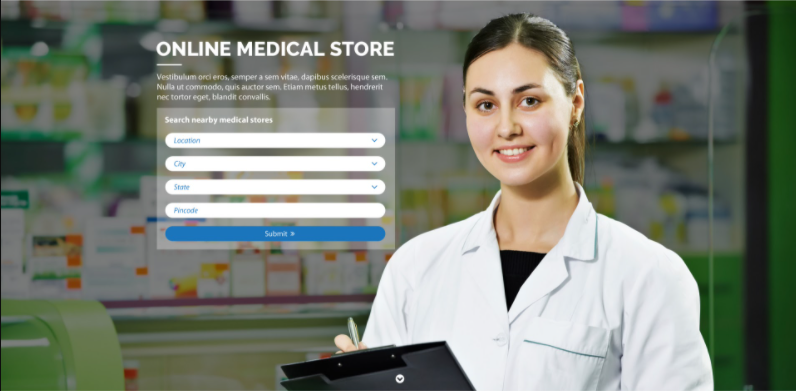 ONLINE MEDICAL STORE
Vestibulum orci eros, semper a sem vitae, dapibus scelerisque sem.
Nulla ut commodo, quis auctor sem. Etiam metus tellus, hendrerit
nec tortor eget, blandit convallis.
Search nearby medical stores
Location
City
State
Pincode
Submit »